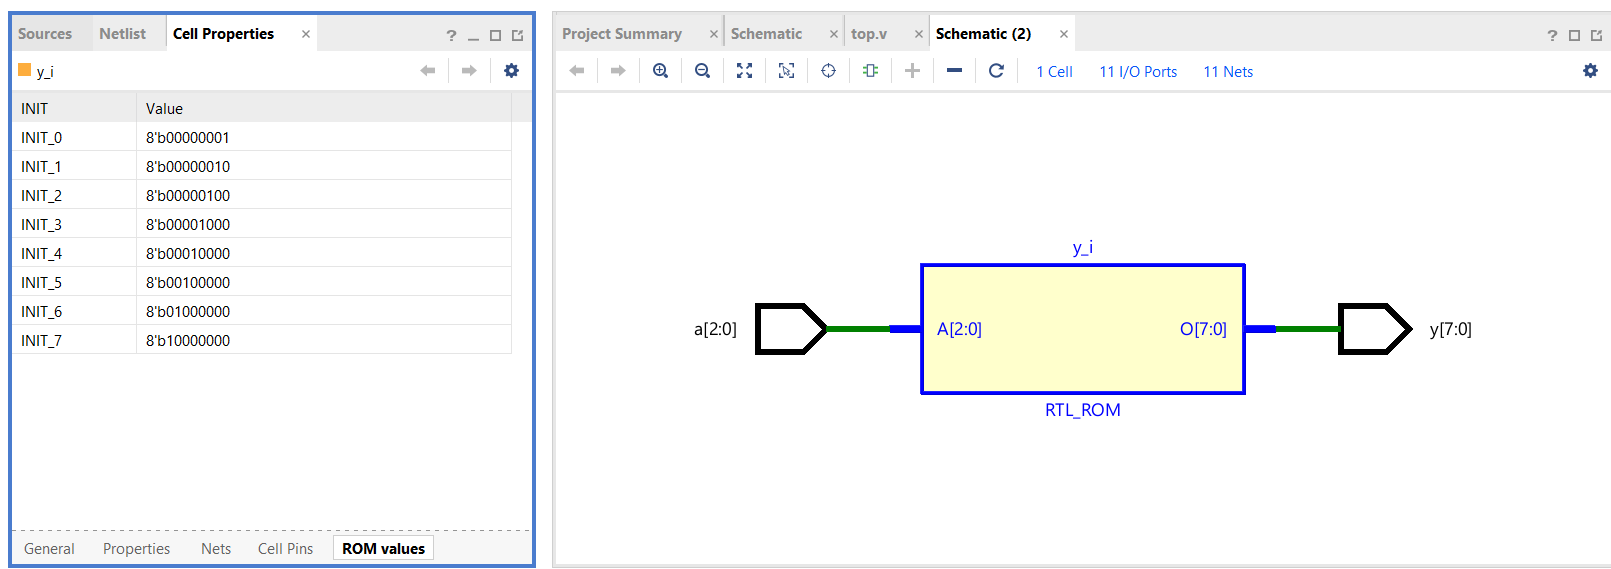 Sources Netlist Cell Properties × ?
y_i
INIT Value
INIT_0 8'b00000001
INIT_1 8'b00000010
INIT_2 8'b00000100
INIT_3 8'b00001000
INIT_4 8'b00010000
INIT_5 8'b00100000
INIT_6 8'b01000000
INIT_7 8'b10000000
General Properties Nets Cell Pins ROM values
Project Summary × Schematic × top.v × Schematic (2) × ?
1 Cell 11 I/O Ports 11 Nets
y_i
a[2:0] A[2:0] O[7:0] y[7:0]
RTL_ROM